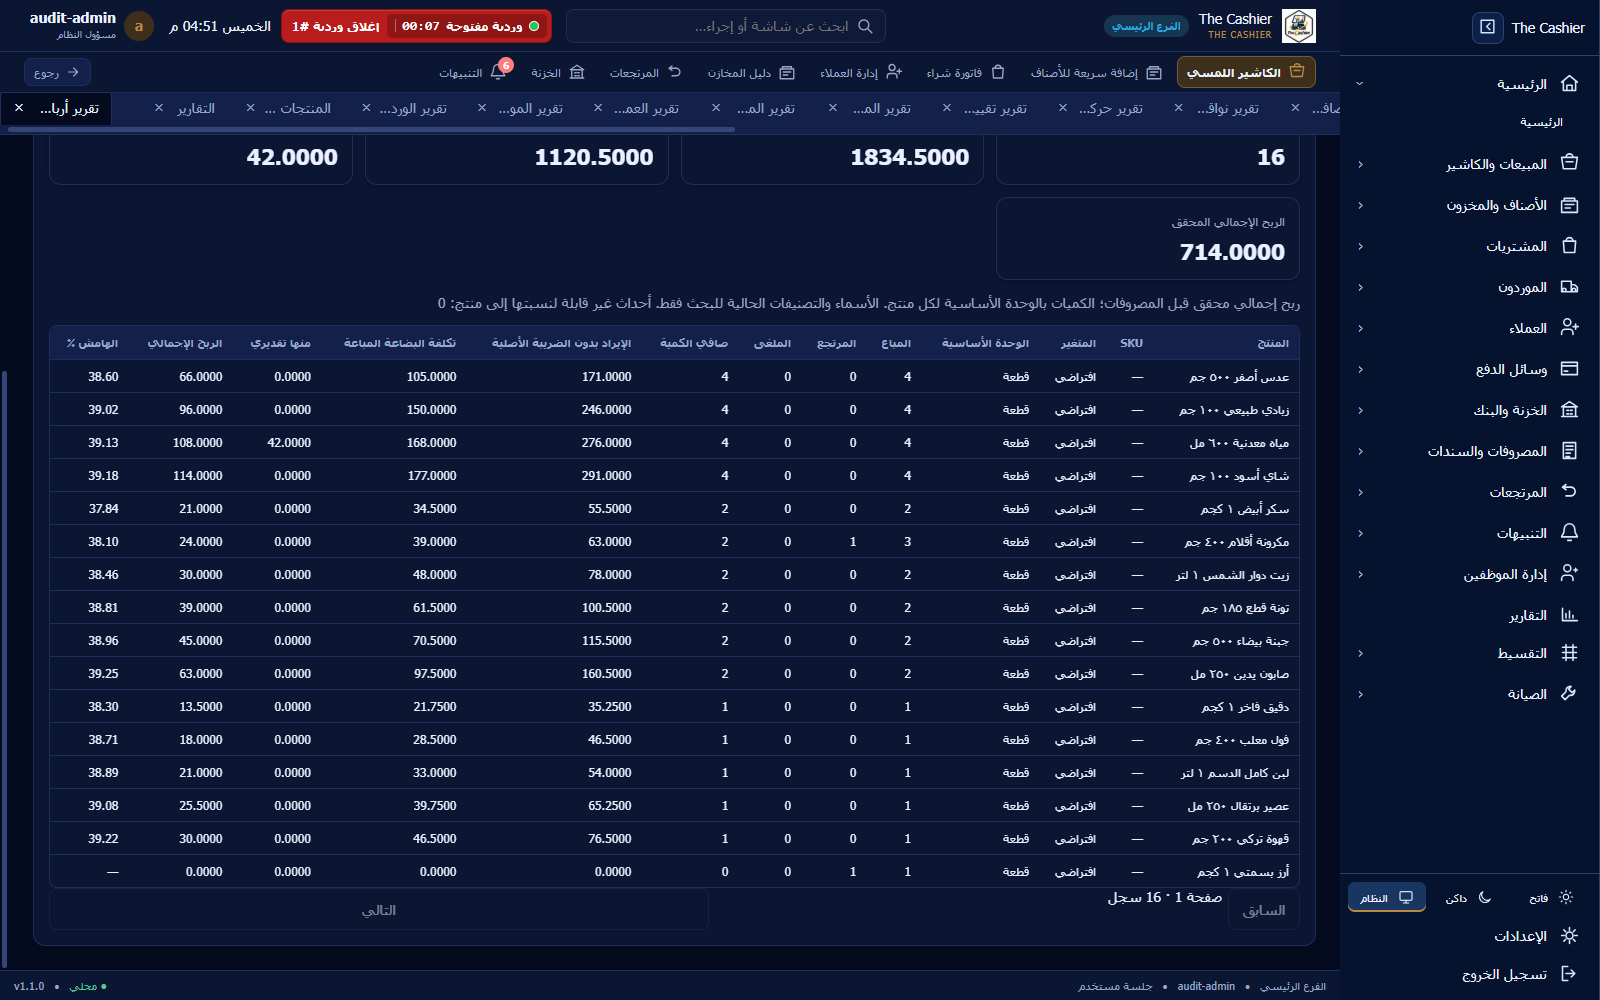 The Cashier
الرئيسية
الرئيسية
المبيعات والكاشير
الأصناف والمخزون
المشتريات
الموردون
العملاء
وسائل الدفع
الخزنة والبنك
المصروفات والسندات
المرتجعات
التنبيهات
إدارة الموظفين
التقارير
التقسيط
الصيانة
فاتح داكن النظام
الإعدادات
تسجيل الخروج
The Cashier
THE CASHIER
الفرع الرئيسي
ابحث عن شاشة أو إجراء...
وردية مفتوحة 00:07 إغلاق وردية #1
الخميس 04:51 م
audit-admin
مسؤول النظام
a
الكاشير اللمسي إضافة سريعة للأصناف فاتورة شراء إدارة العملاء دليل المخازن المرتجعات الخزنة التنبيهات 6
رجوع
صاف... × تقرير نواق... × تقرير حرك... × تقرير تقيي... × تقرير الم... × تقرير الم... × تقرير العم... × تقرير المو... × تقرير الورد... × المنتجات ... × التقارير × تقرير أربا... ×
16 1834.5000 1120.5000 42.0000
الربح الإجمالي المحقق
714.0000
ربح إجمالي محقق قبل المصروفات؛ الكميات بالوحدة الأساسية لكل منتج. الأسماء والتصنيفات الحالية للبحث فقط. أحداث غير قابلة لنسبتها إلى منتج: 0
المنتج المتغير SKU الوحدة الأساسية المباع المرتجع الملغى صافي الكمية الإيراد بدون الضريبة الأصلية تكلفة البضاعة المباعة منها تقديري الربح الإجمالي الهامش %
عدس أصفر ٥٠٠ جم — افتراضي قطعة 4 0 0 4 171.0000 105.0000 0.0000 66.0000 38.60
زبادي طبيعي ١٠٠ جم — افتراضي قطعة 4 0 0 4 246.0000 150.0000 0.0000 96.0000 39.02
مياه معدنية ٦٠٠ مل — افتراضي قطعة 4 0 0 4 276.0000 168.0000 42.0000 108.0000 39.13
شاي أسود ١٠٠ جم — افتراضي قطعة 4 0 0 4 291.0000 177.0000 0.0000 114.0000 39.18
سكر أبيض ١ كجم — افتراضي قطعة 2 0 0 2 55.5000 34.5000 0.0000 21.0000 37.84
مكرونة أقلام ٤٠٠ جم — افتراضي قطعة 3 1 0 2 63.0000 39.0000 0.0000 24.0000 38.10
زيت دوار الشمس ١ لتر — افتراضي قطعة 2 0 0 2 78.0000 48.0000 0.0000 30.0000 38.46
تونة قطع ١٨٥ جم — افتراضي قطعة 2 0 0 2 100.5000 61.5000 0.0000 39.0000 38.81
جبنة بيضاء ٥٠٠ جم — افتراضي قطعة 2 0 0 2 115.5000 70.5000 0.0000 45.0000 38.96
صابون يدين ٢٥٠ مل — افتراضي قطعة 2 0 0 2 160.5000 97.5000 0.0000 63.0000 39.25
دقيق فاخر ١ كجم — افتراضي قطعة 1 0 0 1 35.2500 21.7500 0.0000 13.5000 38.30
فول معلب ٤٠٠ جم — افتراضي قطعة 1 0 0 1 46.5000 28.5000 0.0000 18.0000 38.71
لبن كامل الدسم ١ لتر — افتراضي قطعة 1 0 0 1 54.0000 33.0000 0.0000 21.0000 38.89
عصير برتقال ٢٥٠ مل — افتراضي قطعة 1 0 0 1 65.2500 39.7500 0.0000 25.5000 39.08
قهوة تركي ٢٠٠ جم — افتراضي قطعة 1 0 0 1 76.5000 46.5000 0.0000 30.0000 39.22
أرز بسمتي ١ كجم — افتراضي قطعة 1 1 0 0 0.0000 0.0000 0.0000 0.0000 —
السابق صفحة 1 · 16 سجل التالي
الفرع الرئيسي • audit-admin • جلسة مستخدم
محلي • v1.1.0